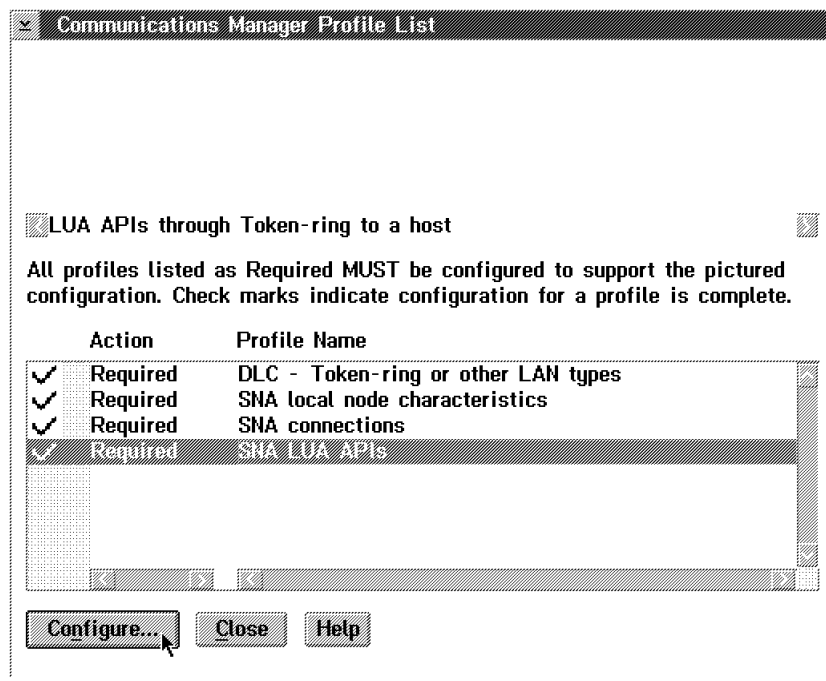 Communications Manager Profile List
LUA APIs through Token-ring to a host
All profiles listed as Required MUST be configured to support the pictured
configuration. Check marks indicate configuration for a profile is complete.
Action Profile Name
Required DLC - Token-ring or other LAN types
Required SNA local node characteristics
Required SNA connections
Required SNA LUA APIs
Configure... Close Help